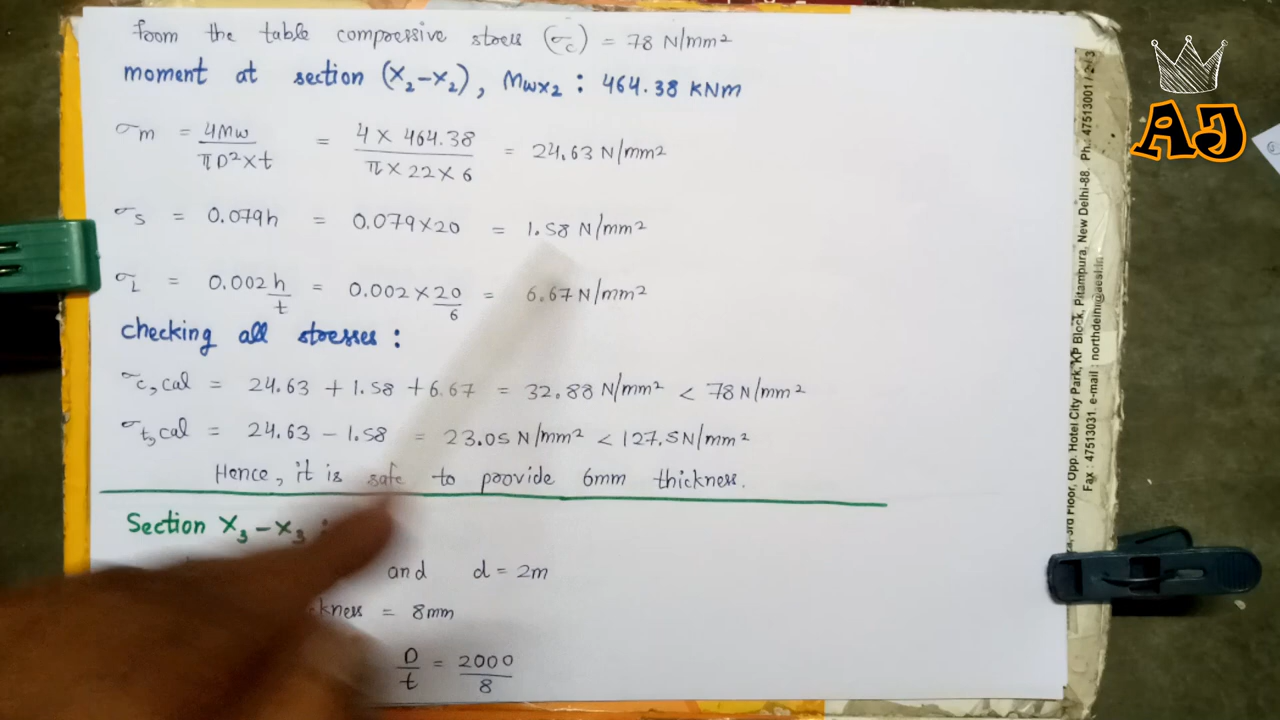 from the table compressive stress (σc) = 78 N/mm²
moment at section (X₂-X₂), Mwx₂ : 464.38 KNm
σm = 4Mw / πD²×t = 4 × 464.38 / π × 22 × 6 = 24.63 N/mm²
σs = 0.079h = 0.079×20 = 1.58 N/mm²
σL = 0.002 h/t = 0.002 × 20/6 = 6.67 N/mm²
checking all stresses :
σc,cal = 24.63 + 1.58 + 6.67 = 32.88 N/mm² < 78 N/mm²
σt,cal = 24.63 - 1.58 = 23.05 N/mm² < 127.5N/mm²
Hence, it is safe to provide 6mm thickness.
Section X₃-X₃ :
and d = 2m
ckness = 8mm
D/t = 2000/8
AJ
3rd Floor, Opp. Hotel City Park, KP Block, Pitampura, New Delhi-88. Ph.: 47513001 / 2 / 3
Fax : 47513031. e-mail : northdelhi@aesl.in